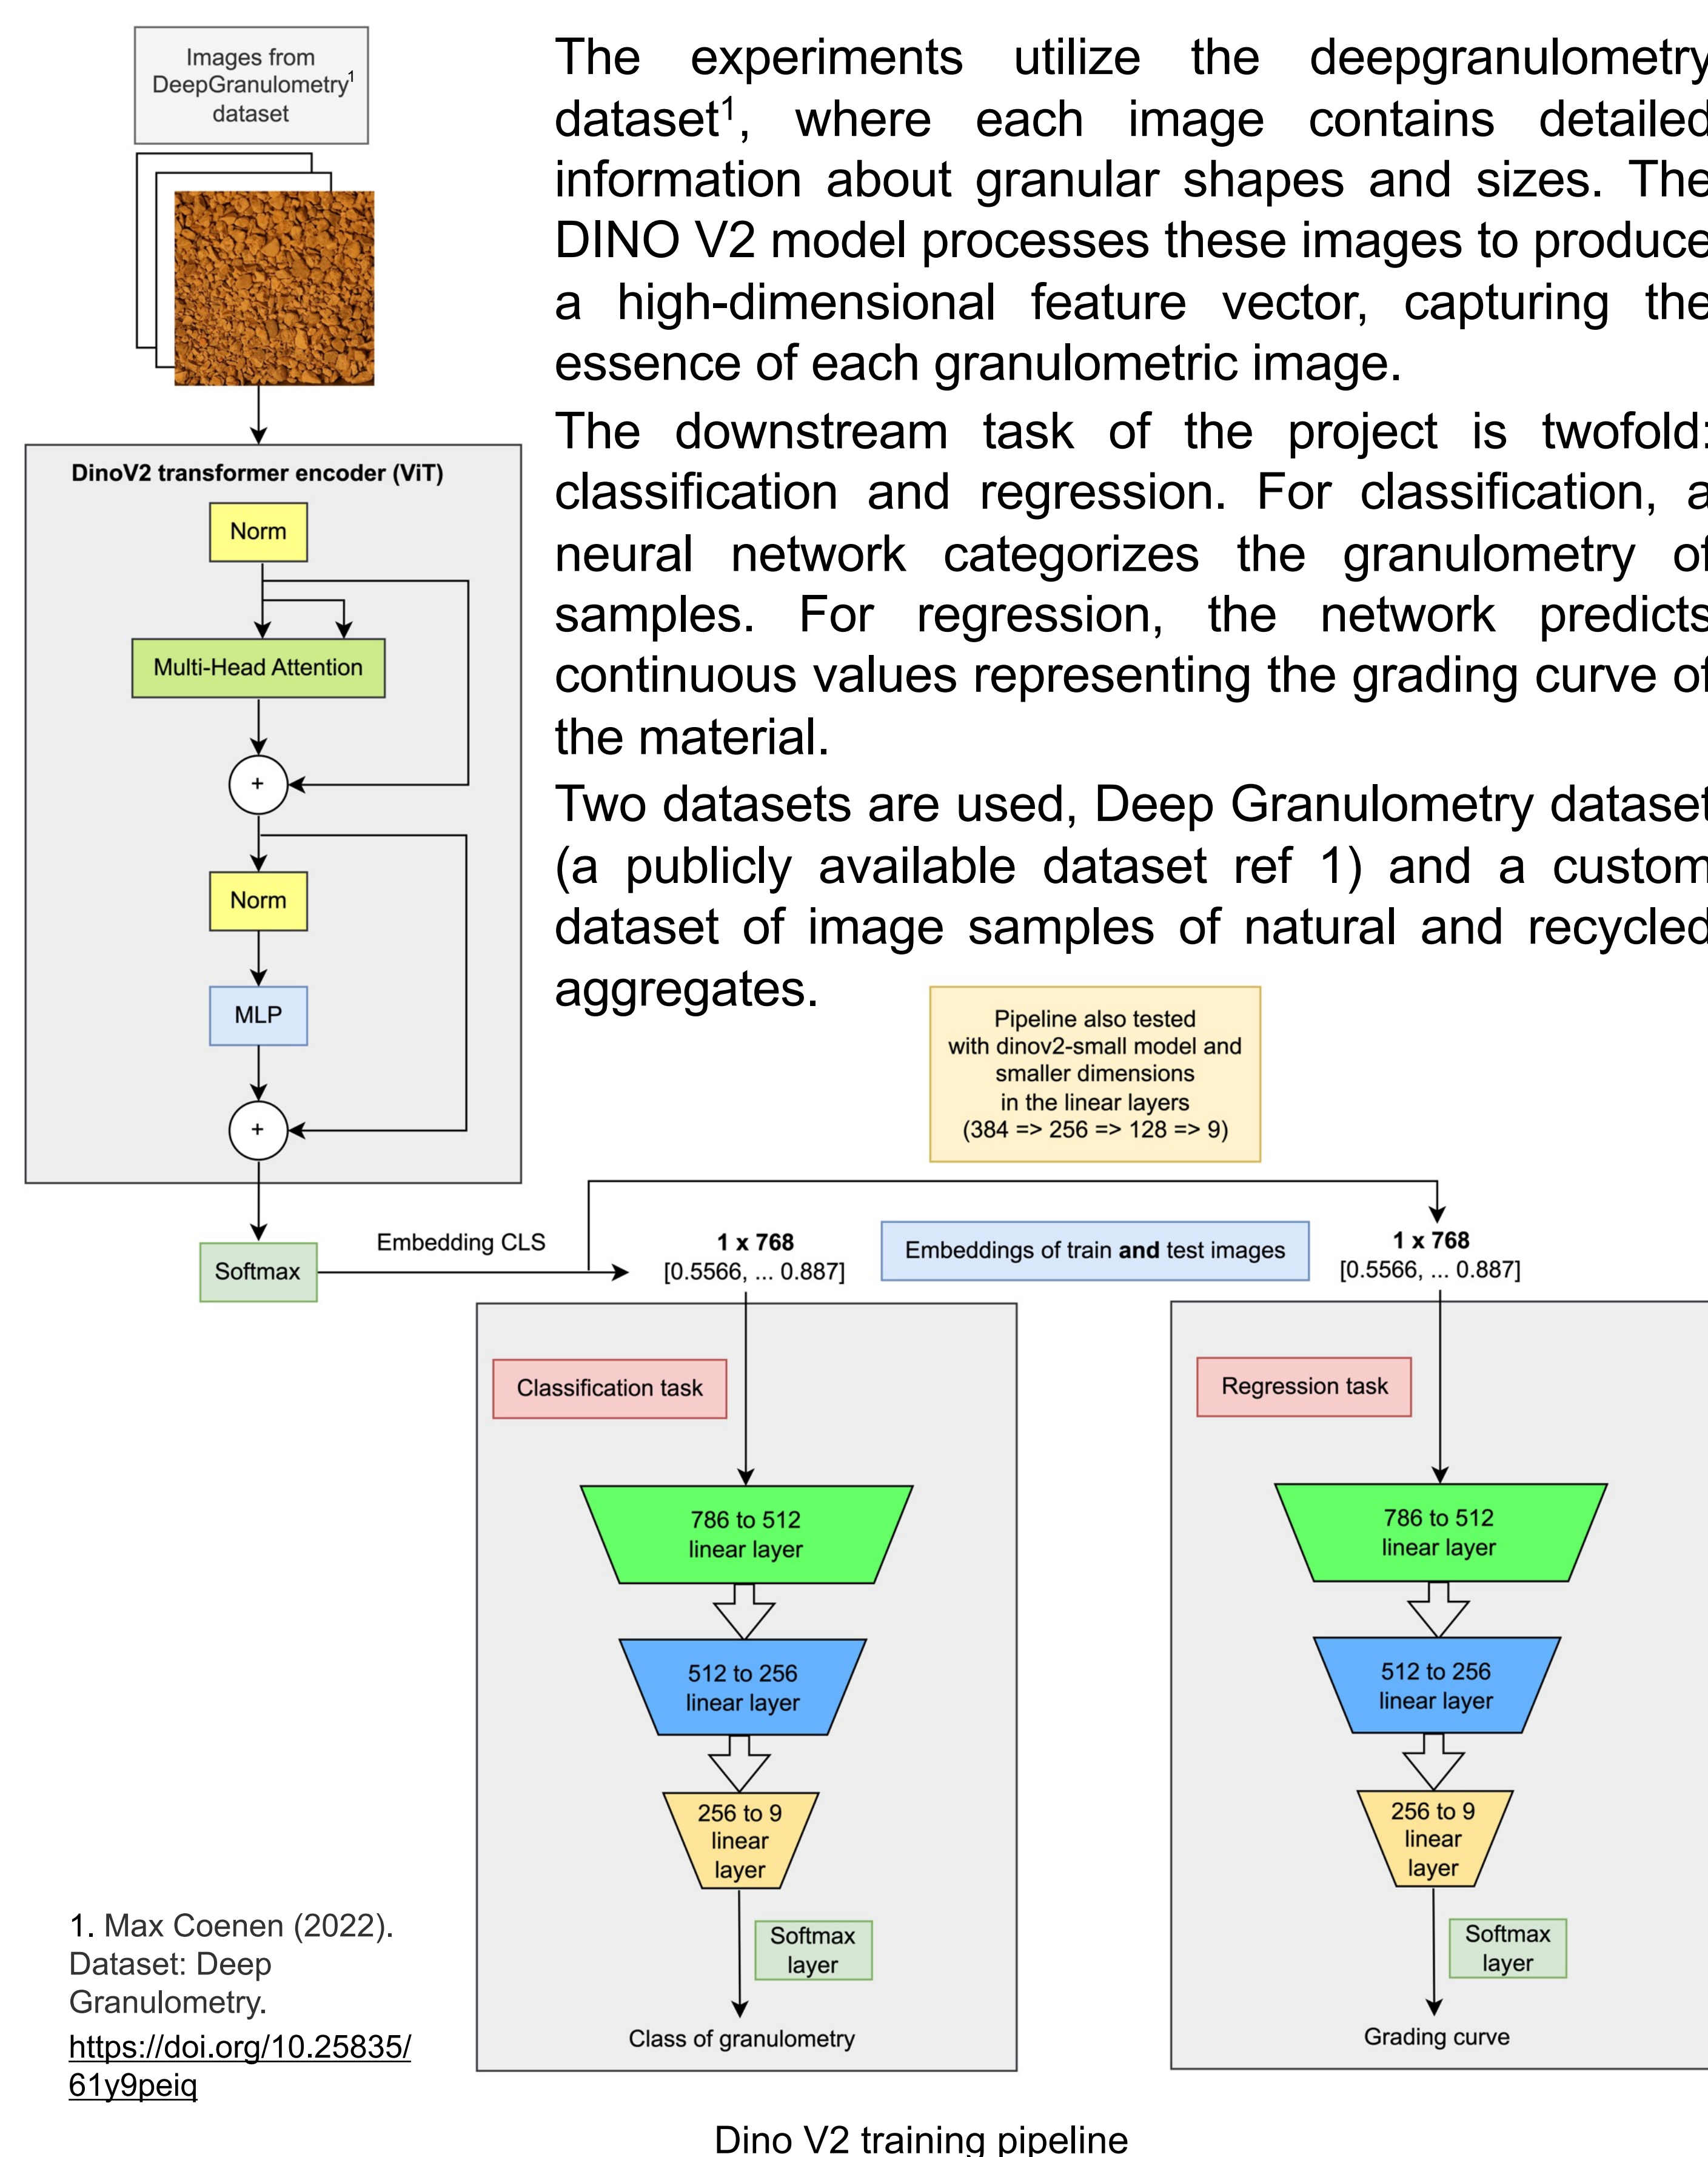 Images from
DeepGranulometry¹
dataset
The experiments utilize the deepgranulometry
dataset¹, where each image contains detailed
information about granular shapes and sizes. The
DINO V2 model processes these images to produce
a high-dimensional feature vector, capturing the
essence of each granulometric image.
The downstream task of the project is twofold:
classification and regression. For classification, a
neural network categorizes the granulometry of
samples. For regression, the network predicts
continuous values representing the grading curve of
the material.
Two datasets are used, Deep Granulometry dataset
(a publicly available dataset ref 1) and a custom
dataset of image samples of natural and recycled
aggregates.
DinoV2 transformer encoder (ViT)
Norm
Multi-Head Attention
+
Norm
MLP
+
Pipeline also tested
with dinov2-small model and
smaller dimensions
in the linear layers
(384 => 256 => 128 => 9)
Softmax
Embedding CLS
1 x 768
[0.5566, ... 0.887]
Embeddings of train and test images
1 x 768
[0.5566, ... 0.887]
Classification task
786 to 512
linear layer
512 to 256
linear layer
256 to 9
linear
layer
Softmax
layer
Class of granulometry
Regression task
786 to 512
linear layer
512 to 256
linear layer
256 to 9
linear
layer
Softmax
layer
Grading curve
1. Max Coenen (2022).
Dataset: Deep
Granulometry.
https://doi.org/10.25835/
61y9peiq
Dino V2 training pipeline